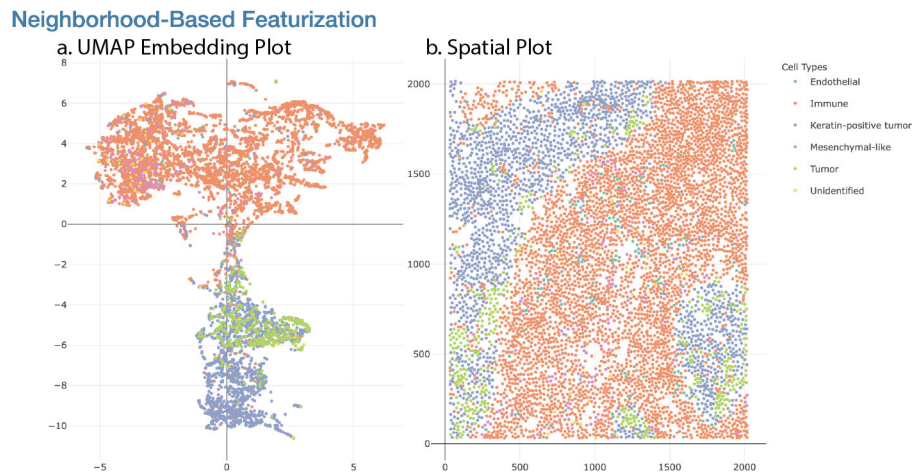 Neighborhood-Based Featurization
a. UMAP Embedding Plot
8
6
4
2
0
−2
−4
−6
−8
−10
−5
0
5
b. Spatial Plot
2000
1500
1000
500
0
0
500
1000
1500
2000
Cell Types
Endothelial
Immune
Keratin-positive tumor
Mesenchymal-like
Tumor
Unidentified